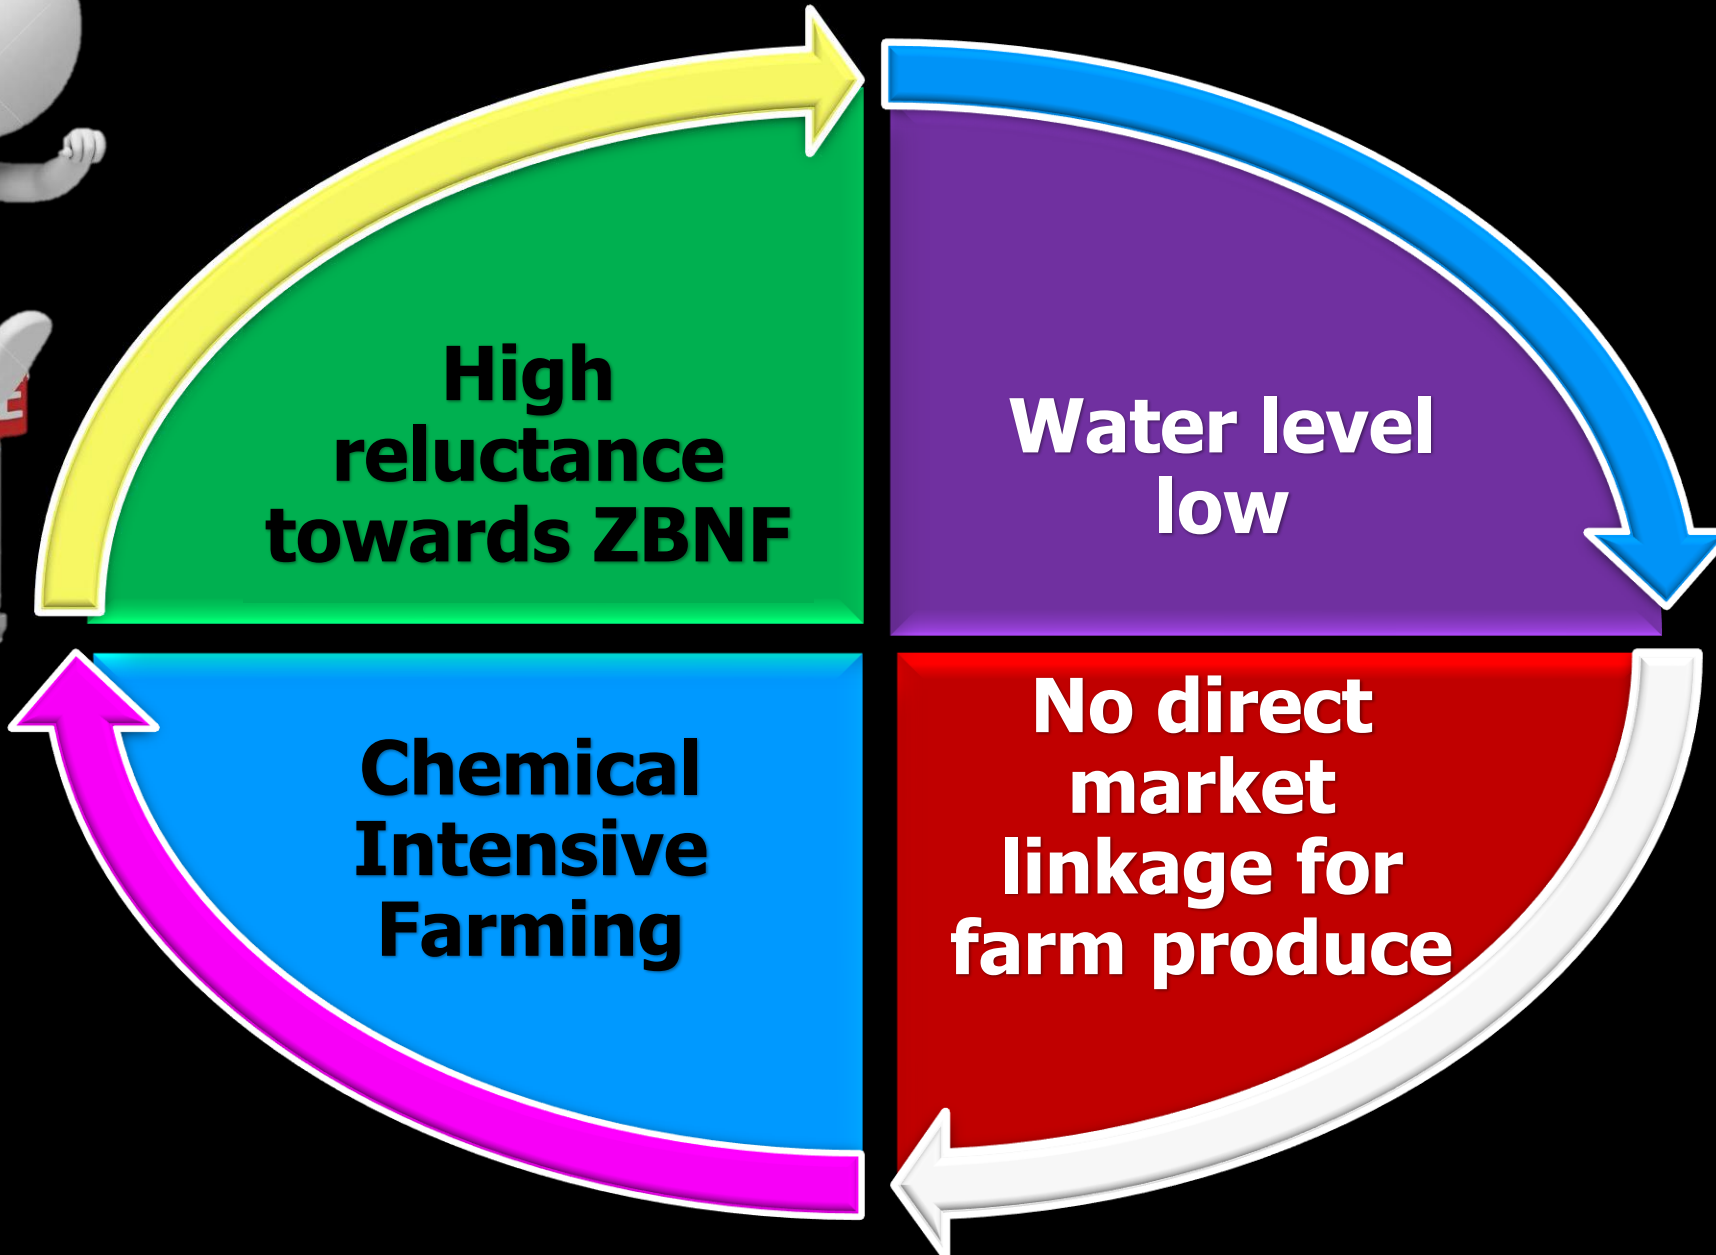 High
reluctance
towards ZBNF
Water level
low
Chemical
Intensive
Farming
No direct
market
linkage for
farm produce